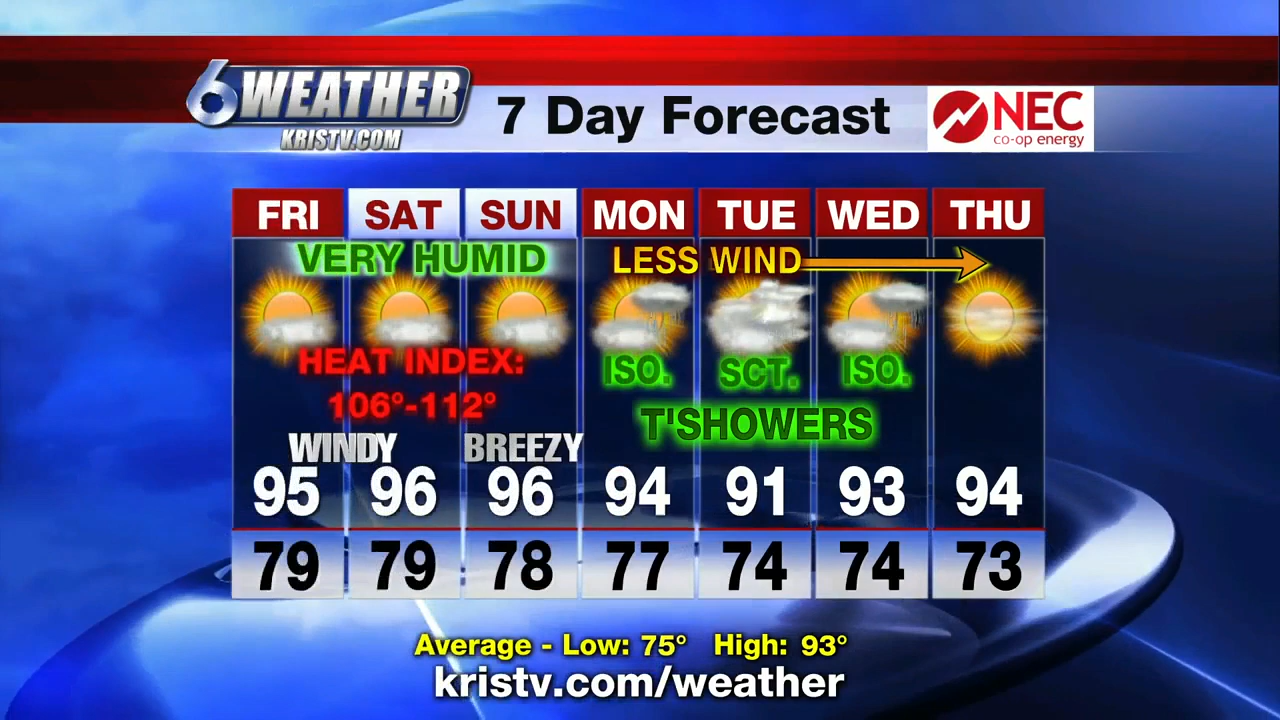 6 WEATHER
KRISTV.COM
7 Day Forecast
NEC
co-op energy
FRI SAT SUN MON TUE WED THU
VERY HUMID LESS WIND
HEAT INDEX:
106°-112°
ISO. SCT. ISO.
T'SHOWERS
WINDY BREEZY
95 96 96 94 91 93 94
79 79 78 77 74 74 73
Average - Low: 75° High: 93°
kristv.com/weather